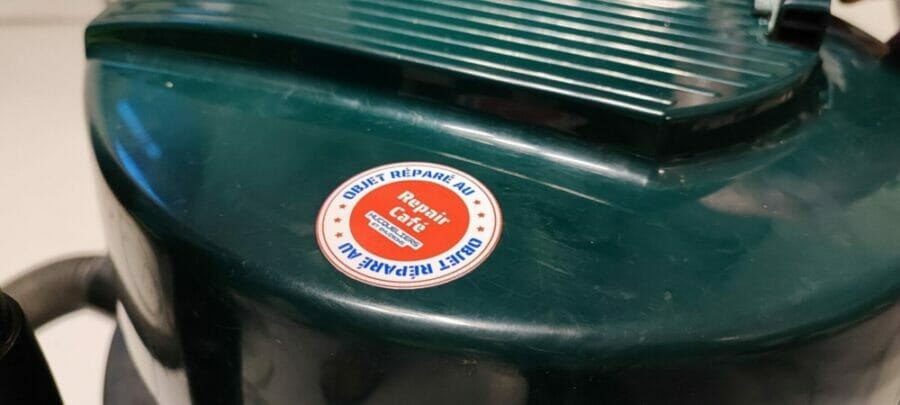 OBJET RÉPARÉ AU
Repair
Café
OBJET RÉPARÉ AU